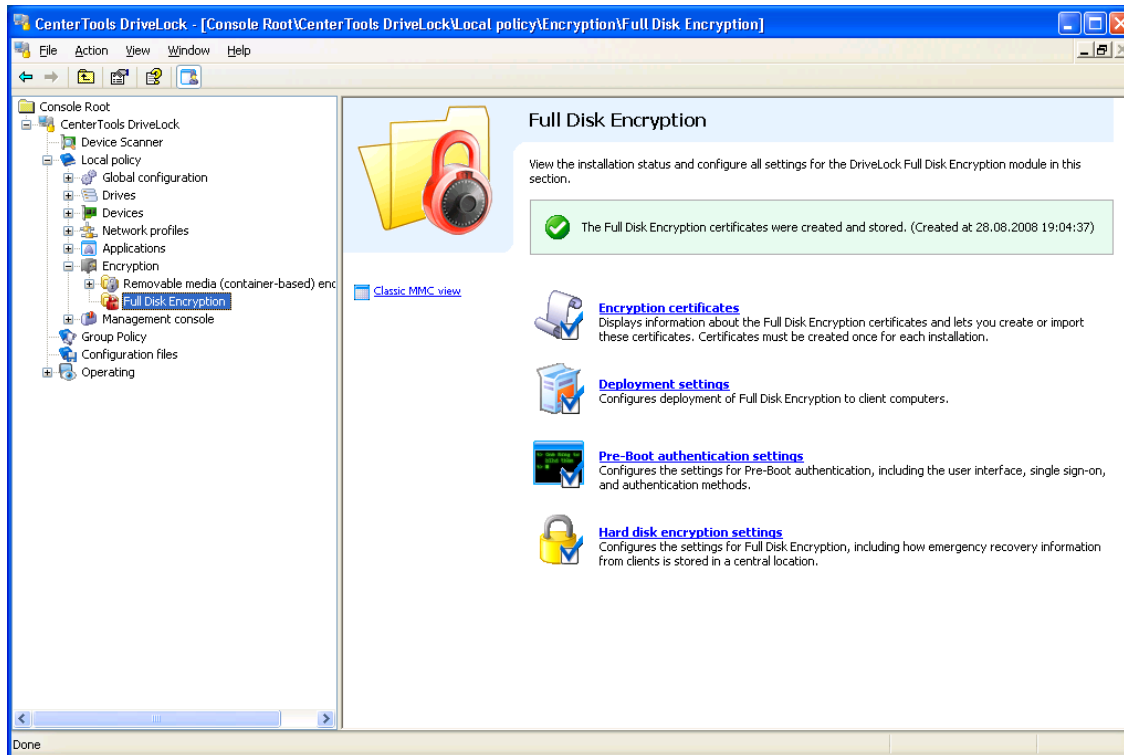 CenterTools DriveLock - [Console Root\CenterTools DriveLock\Local policy\Encryption\Full Disk Encryption]
File Action View Window Help
Console Root
CenterTools DriveLock
Device Scanner
Local policy
Global configuration
Drives
Devices
Network profiles
Applications
Encryption
Removable media (container-based) enc
Full Disk Encryption
Management console
Group Policy
Configuration files
Operating
Full Disk Encryption
View the installation status and configure all settings for the DriveLock Full Disk Encryption module in this
section.
The Full Disk Encryption certificates were created and stored. (Created at 28.08.2008 19:04:37)
Classic MMC view
Encryption certificates
Displays information about the Full Disk Encryption certificates and lets you create or import
these certificates. Certificates must be created once for each installation.
Deployment settings
Configures deployment of Full Disk Encryption to client computers.
Pre-Boot authentication settings
Configures the settings for Pre-Boot authentication, including the user interface, single sign-on,
and authentication methods.
Hard disk encryption settings
Configures the settings for Full Disk Encryption, including how emergency recovery information
from clients is stored in a central location.
Done